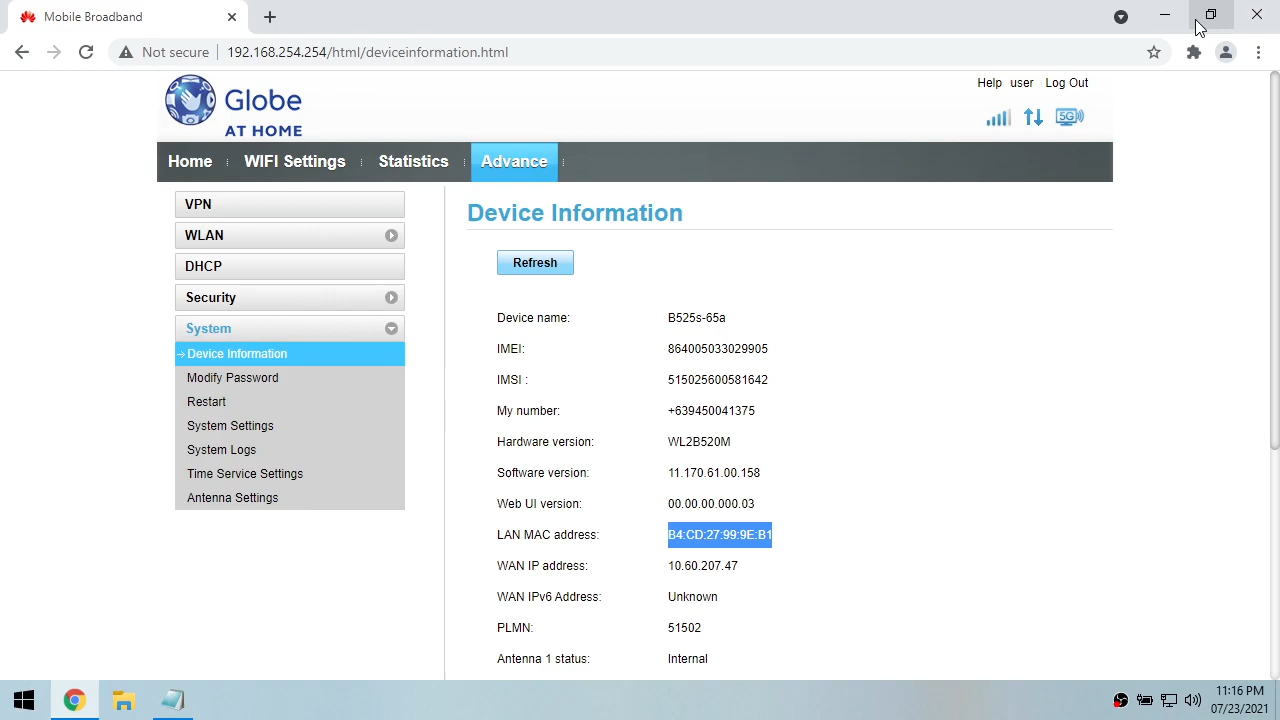 Mobile Broadband
Not secure 192.168.254.254/html/deviceinformation.html
Globe
AT HOME
Help user Log Out
5G
Home WIFI Settings Statistics Advance
VPN
WLAN
DHCP
Security
System
Device Information
Modify Password
Restart
System Settings
System Logs
Time Service Settings
Antenna Settings
Device Information
Refresh
Device name: B525s-65a
IMEI: 864005033029905
IMSI : 515025600581642
My number: +639450041375
Hardware version: WL2B520M
Software version: 11.170.61.00.158
Web UI version: 00.00.00.000.03
LAN MAC address: B4:CD:27:99:9E:B1
WAN IP address: 10.60.207.47
WAN IPv6 Address: Unknown
PLMN: 51502
Antenna 1 status: Internal
11:16 PM
07/23/2021